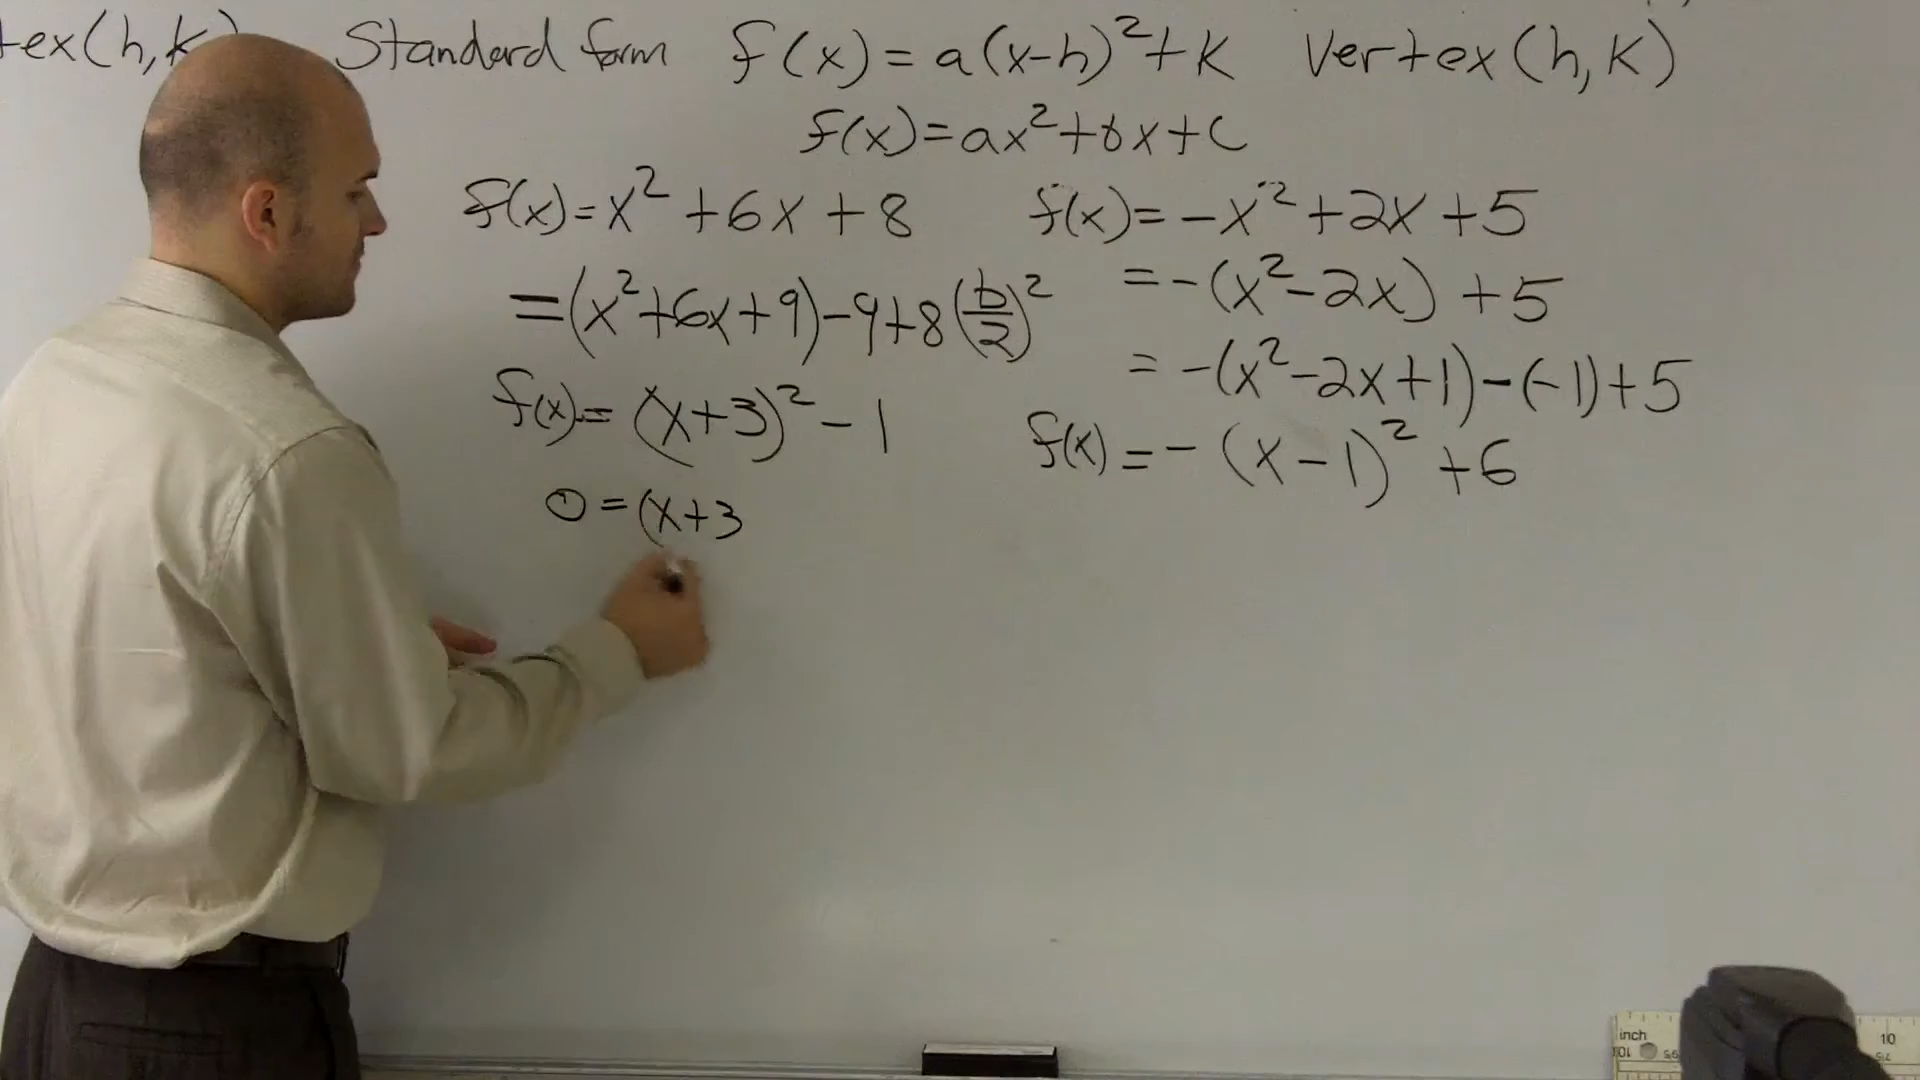 tex(h,k) Standard form f(x)=a(x-h)²+k vertex(h,k)
f(x)=ax²+bx+c
f(x)=x²+6x+8
=(x²+6x+9)-9+8(b/2)²
f(x)=(x+3)²-1
0=(x+3
f(x)=-x²+2x+5
=-(x²-2x)+5
=-(x²-2x+1)-(-1)+5
f(x)=-(x-1)²+6
inch
10